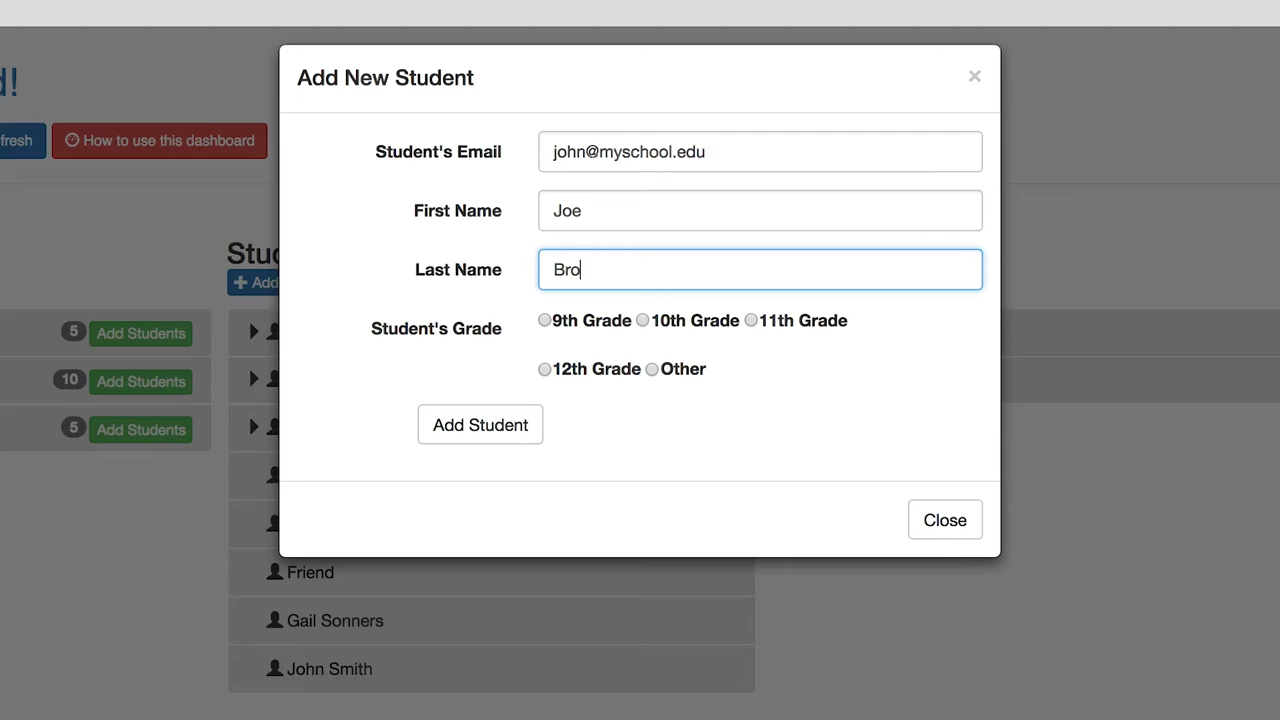 d!
Add New Student
×
fresh
How to use this dashboard
Student's Email
john@myschool.edu
First Name
Joe
Last Name
Bro
Student's Grade
9th Grade 10th Grade 11th Grade
12th Grade Other
Add Student
Close
Stud
Add
5 Add Students
10 Add Students
5 Add Students
Friend
Gail Sonners
John Smith